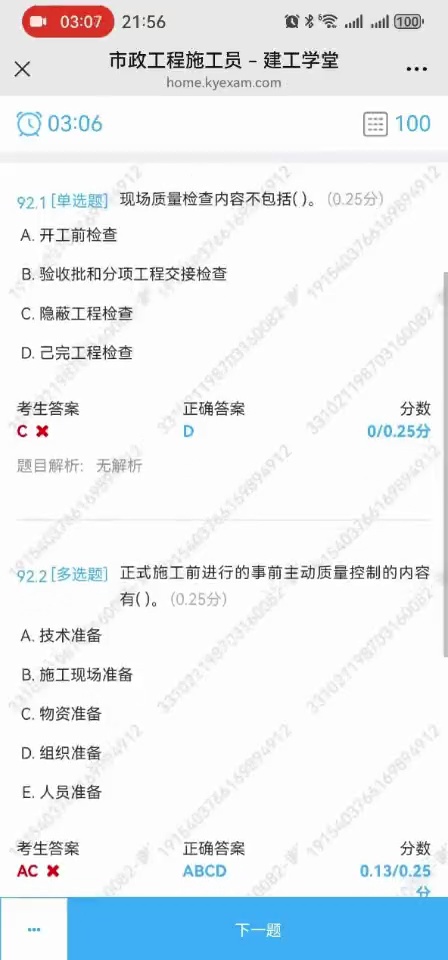 03:07 21:56 100
市政工程施工员 – 建工学堂
home.kyexam.com
03:06 100
92.1 [单选题] 现场质量检查内容不包括( )。 (0.25分)
A. 开工前检查
B. 验收批和分项工程交接检查
C. 隐蔽工程检查
D. 己完工程检查
考生答案 正确答案 分数
C D 0/0.25分
题目解析: 无解析
92.2 [多选题] 正式施工前进行的事前主动质量控制的内容
有( )。 (0.25分)
A. 技术准备
B. 施工现场准备
C. 物资准备
D. 组织准备
E. 人员准备
考生答案 正确答案 分数
AC ABCD 0.13/0.25
分
下一题